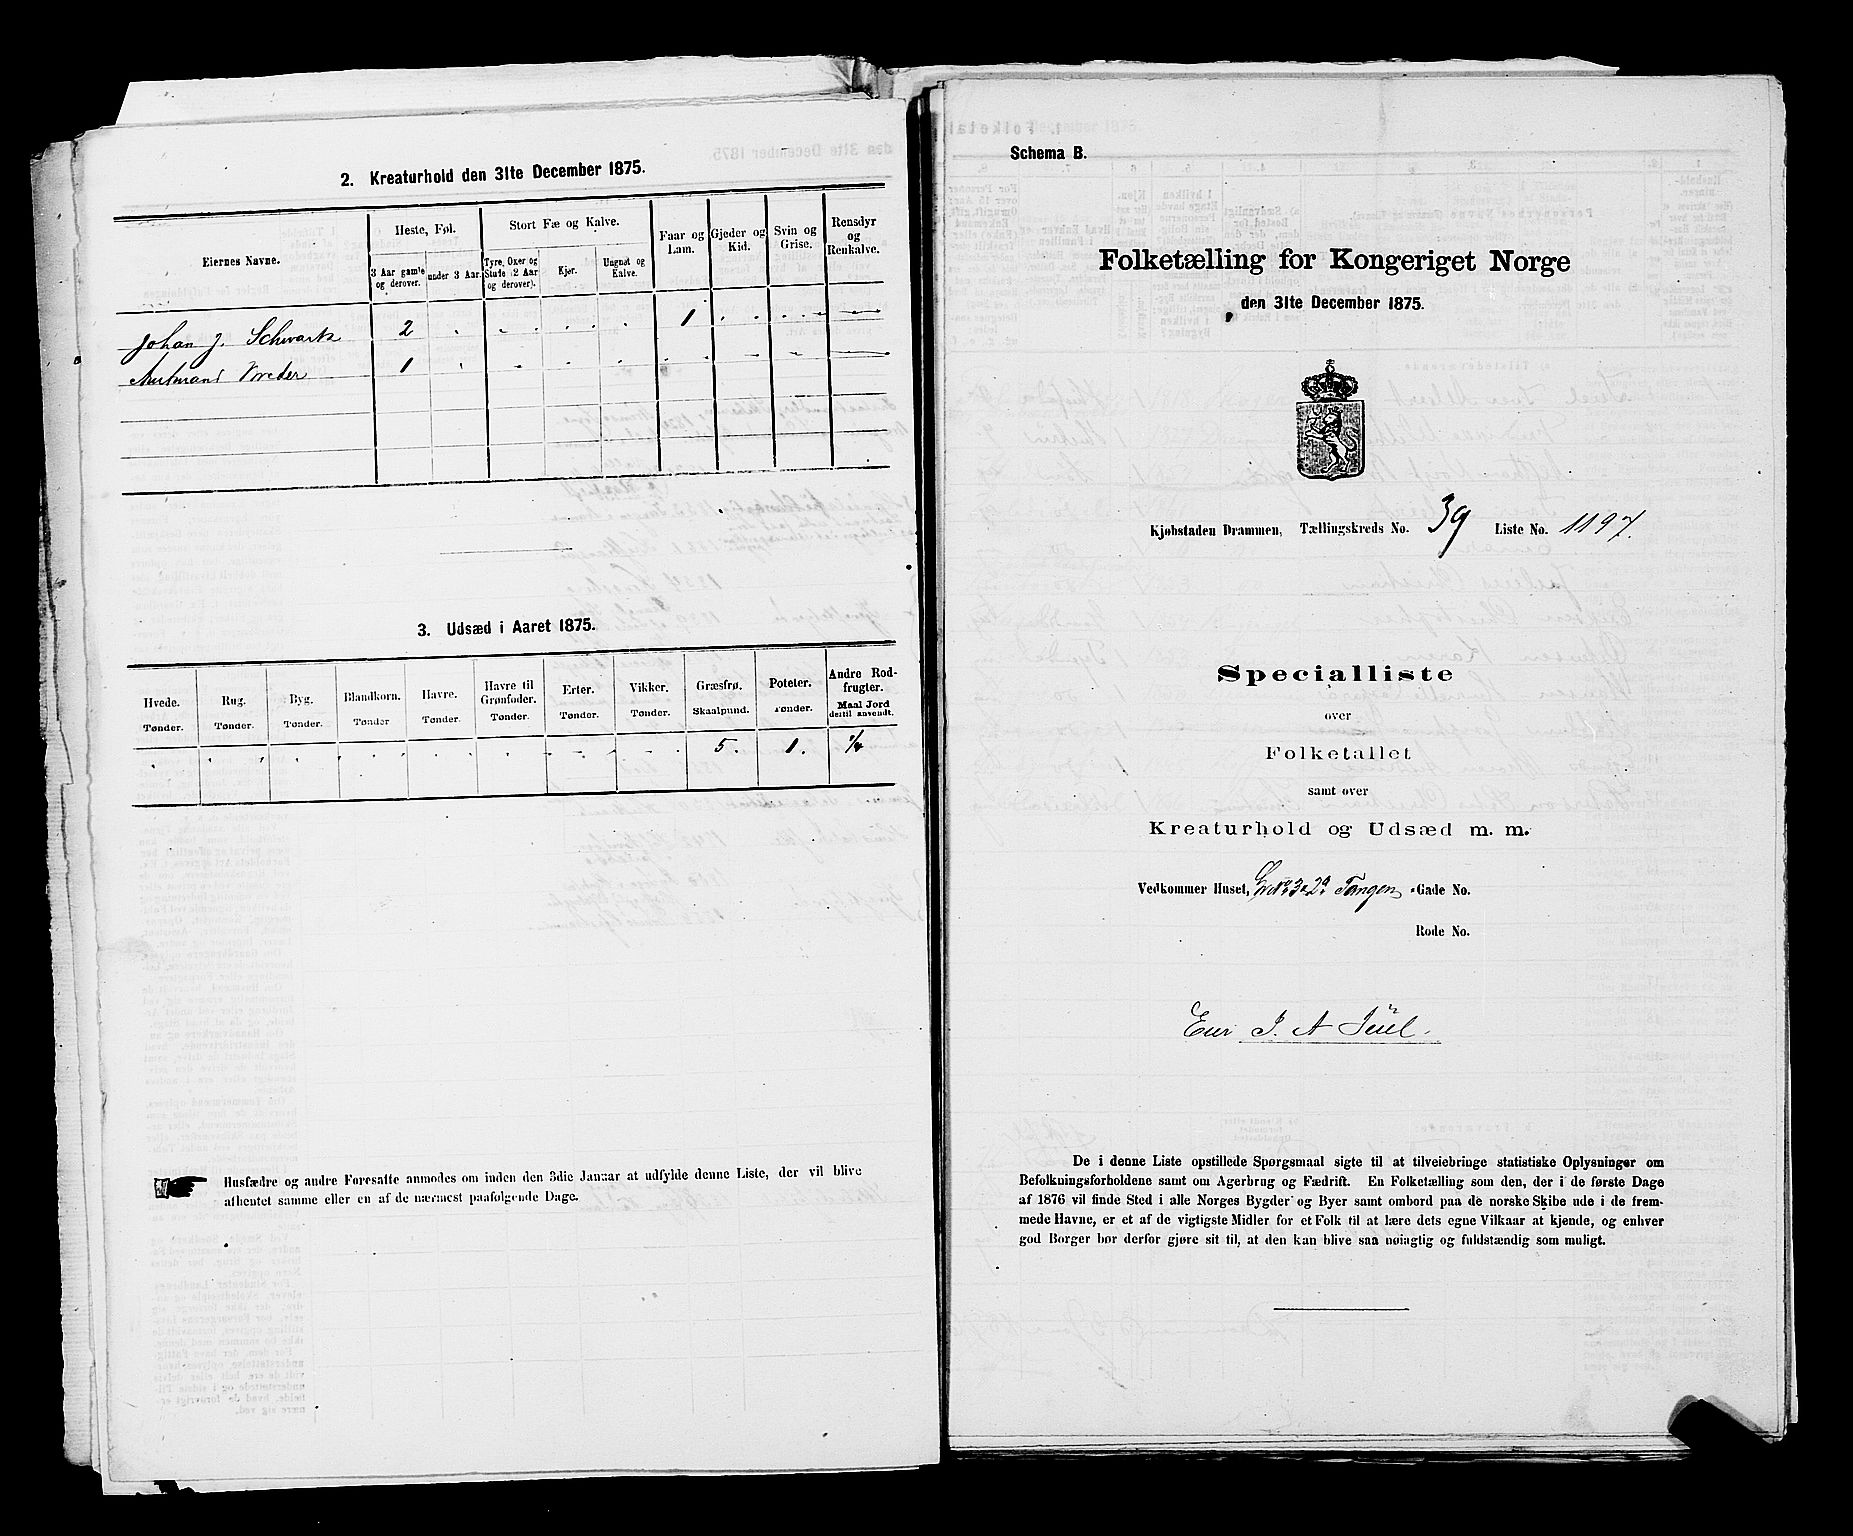 2. Kreaturhold den 31te December 1875.
Eiernes Navne.
Heste, Føl.
3 Aar gamle og derover.
under 3 Aar.
Stort Fæ og Kalve.
Tyre, Oxer og Stude (2 Aar og derover).
Kjør.
Ungnøt og Kalve.
Faar og Lam.
Gjeder og Kid.
Svin og Grise.
Rensdyr og Renkalve.
Johan J. Schwartz 2 . - . . . 1 . . . . —
1 . - . . . . . - —
3. Udsæd i Aaret 1875.
Hvede. Tønder.
Rug. Tønder.
Byg. Tønder.
Blandkorn. Tønder
Havre. Tønder.
Havre til Grønfoder. Tønder.
Erter. Tønder.
Vikker. Tønder.
Græsfrø. Skaalpund.
Poteter. Tønder.
Andre Rodfrugter. Maal Jord dertil anvendt.
5. 1. 1/4
Husfædre og andre Foresatte anmodes om inden den 3die Januar at udfylde denne Liste, der vil blive
afhentet samme eller en af de nærmest paafølgende Dage.
Schema B.
Folketælling for Kongeriget Norge
den 31te December 1875.
Kjøbstaden Drammen, Tællingskreds No. 39 Liste No. 1197.
Specialliste
over
Folketallet
samt over
Kreaturhold og Udsæd m. m.
Vedkommer Huset, Tangen -Gade No.
Rode No.
Eier J. A Juel.
De i denne Liste opstillede Spørgsmaal sigte til at tilveiebringe statistiske Oplysninger om
Befolkningsforholdene samt om Agerbrug og Fædrift. En Folketælling som den, der i de første Dage
af 1876 vil finde Sted i alle Norges Bygder og Byer samt ombord paa de norske Skibe ude i de frem-
mede Havne, er et af de vigtigste Midler for et Folk til at lære dets egne Vilkaar at kjende, og enhver
god Borger bør derfor gjøre sit til, at den kan blive saa nøiagtig og fuldstændig som muligt.